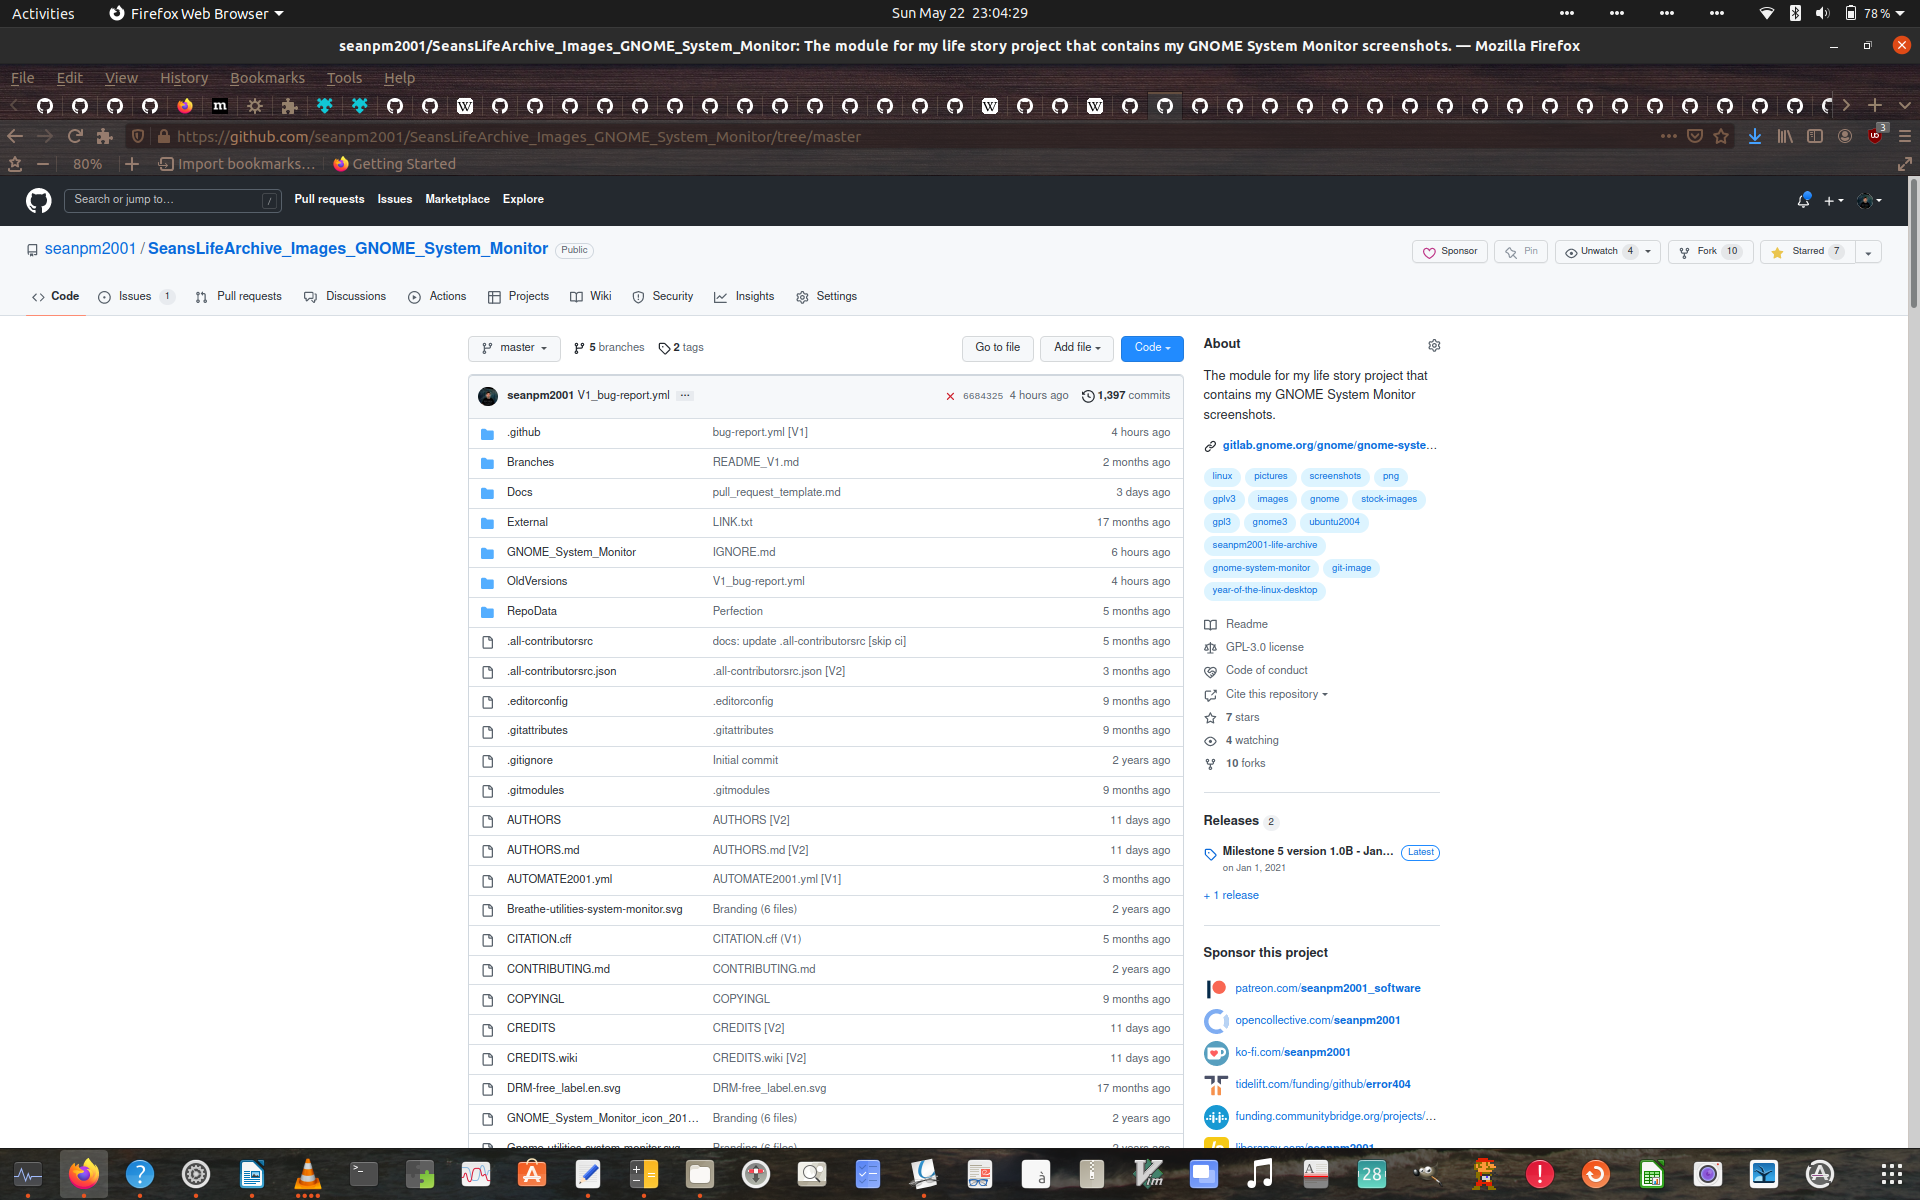 Activities Firefox Web Browser Sun May 22 23:04:29 78 %
seanpm2001/SeansLifeArchive_Images_GNOME_System_Monitor: The module for my life story project that contains my GNOME System Monitor screenshots. — Mozilla Firefox
File Edit View History Bookmarks Tools Help
https://github.com/seanpm2001/SeansLifeArchive_Images_GNOME_System_Monitor/tree/master 3
80% Import bookmarks... Getting Started
Search or jump to... / Pull requests Issues Marketplace Explore
seanpm2001 / SeansLifeArchive_Images_GNOME_System_Monitor Public Sponsor Pin Unwatch 4 Fork 10 Starred 7
Code Issues 1 Pull requests Discussions Actions Projects Wiki Security Insights Settings
master 5 branches 2 tags Go to file Add file Code
seanpm2001 V1_bug-report.yml ... 6684325 4 hours ago 1,397 commits
.github bug-report.yml [V1] 4 hours ago
Branches README_V1.md 2 months ago
Docs pull_request_template.md 3 days ago
External LINK.txt 17 months ago
GNOME_System_Monitor IGNORE.md 6 hours ago
OldVersions V1_bug-report.yml 4 hours ago
RepoData Perfection 5 months ago
.all-contributorsrc docs: update .all-contributorsrc [skip ci] 5 months ago
.all-contributorsrc.json .all-contributorsrc.json [V2] 3 months ago
.editorconfig .editorconfig 9 months ago
.gitattributes .gitattributes 9 months ago
.gitignore Initial commit 2 years ago
.gitmodules .gitmodules 9 months ago
AUTHORS AUTHORS [V2] 11 days ago
AUTHORS.md AUTHORS.md [V2] 11 days ago
AUTOMATE2001.yml AUTOMATE2001.yml [V1] 3 months ago
Breathe-utilities-system-monitor.svg Branding (6 files) 2 years ago
CITATION.cff CITATION.cff (V1) 5 months ago
CONTRIBUTING.md CONTRIBUTING.md 2 years ago
COPYINGL COPYINGL 9 months ago
CREDITS CREDITS [V2] 11 days ago
CREDITS.wiki CREDITS.wiki [V2] 11 days ago
DRM-free_label.en.svg DRM-free_label.en.svg 17 months ago
GNOME_System_Monitor_icon_201... Branding (6 files) 2 years ago
Gnome-utilities-system-monitor.svg Branding (6 files) 2 years ago
About
The module for my life story project that
contains my GNOME System Monitor
screenshots.
gitlab.gnome.org/gnome/gnome-syste...
linux pictures screenshots png
gplv3 images gnome stock-images
gpl3 gnome3 ubuntu2004
seanpm2001-life-archive
gnome-system-monitor git-image
year-of-the-linux-desktop
Readme
GPL-3.0 license
Code of conduct
Cite this repository
7 stars
4 watching
10 forks
Releases 2
Milestone 5 version 1.0B - Jan... Latest
on Jan 1, 2021
+ 1 release
Sponsor this project
patreon.com/seanpm2001_software
opencollective.com/seanpm2001
ko-fi.com/seanpm2001
tidelift.com/funding/github/error404
funding.communitybridge.org/projects/...
liberapay.com/seanpm2001
28